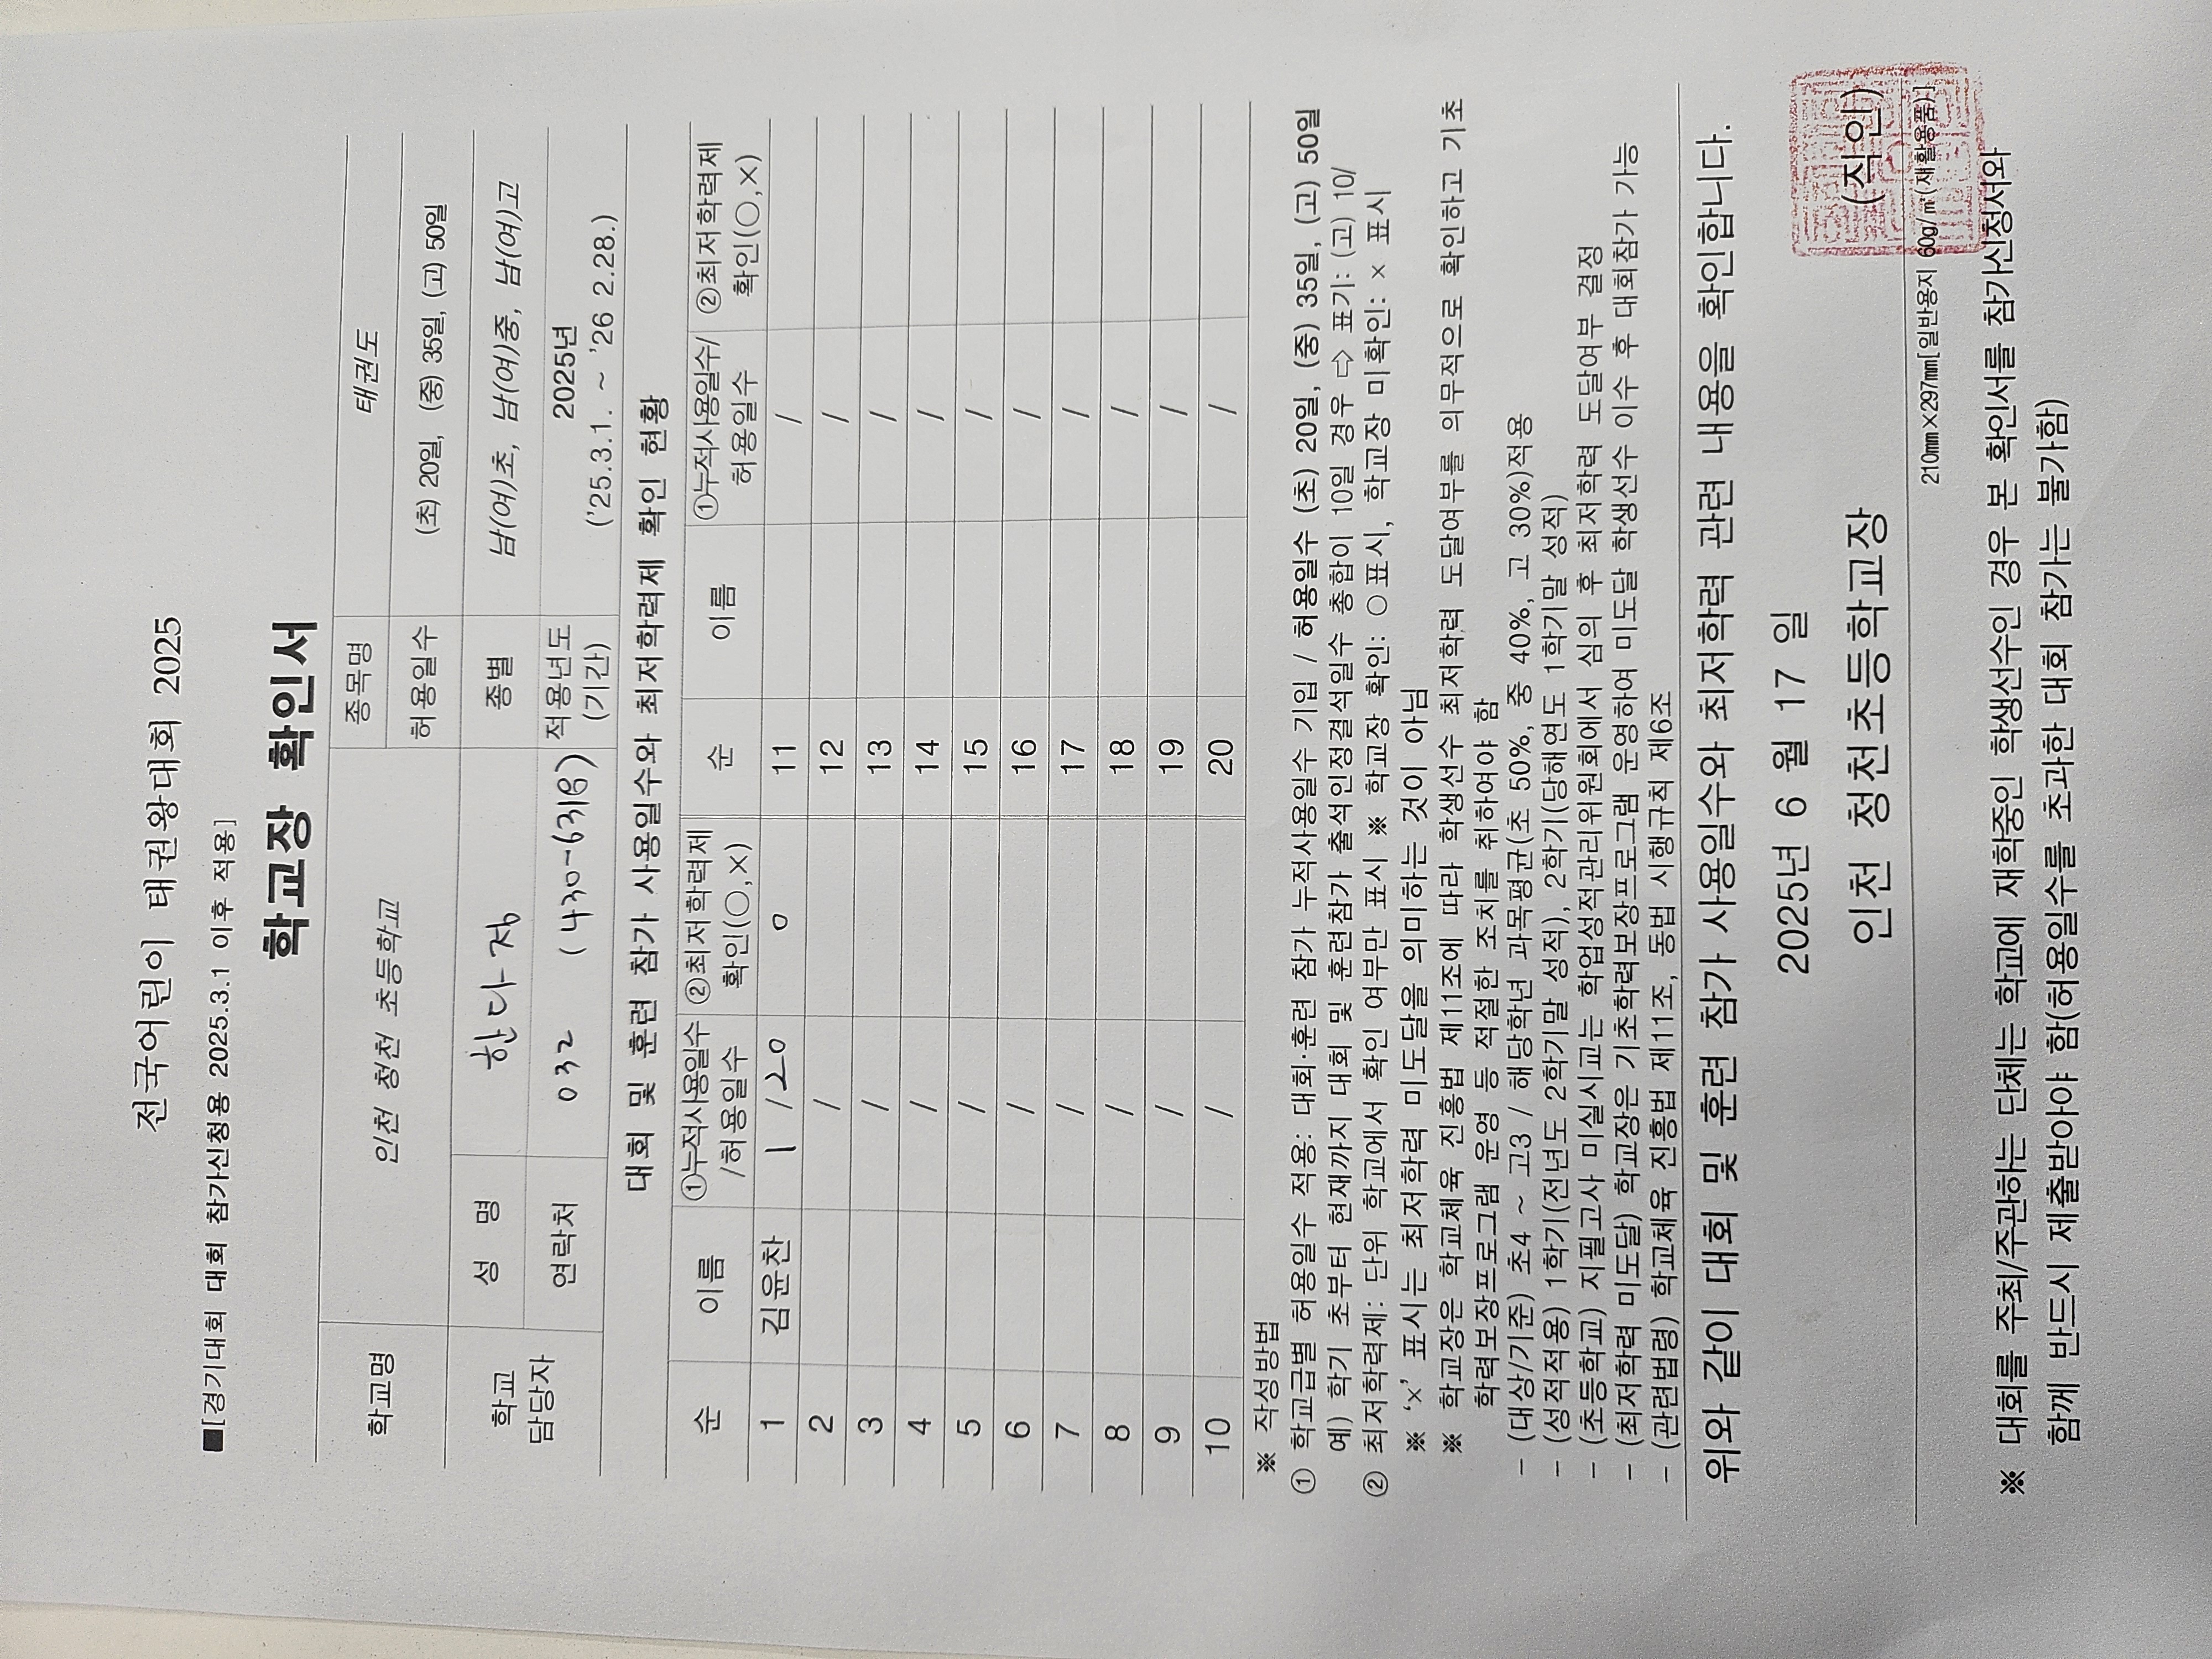 전국어린이 태권왕대회 2025
■[경기대회 대회 참가신청용 2025.3.1 이후 적용]
학교장 확인서
학교명 인천 청천 초등학교 종목명 태권도
허용일수 (초) 20일, (중) 35일, (고) 50일
학교 담당자 성 명 종별 남(여)초, 남(여)중, 남(여)고
연락처 032 (430-6318) 적용년도 (기간) 2025년 ('25.3.1. ~ '26 2.28.)
대회 및 훈련 참가 사용일수와 최저학력제 확인 현황
순 이름 ①누적사용일수/허용일수 ②최저학력제 확인(○,×) 순 이름 ①누적사용일수/허용일수 ②최저학력제 확인(○,×)
1 김윤찬 1 / 20 0 11 /
2 / 12 /
3 / 13 /
4 / 14 /
5 / 15 /
6 / 16 /
7 / 17 /
8 / 18 /
9 / 19 /
10 / 20 /
※ 작성방법
① 학교급별 허용일수 적용: 대회·훈련 참가 누적사용일수 기입 / 허용일수 (초) 20일, (중) 35일, (고) 50일
예) 학기 초부터 현재까지 대회 및 훈련참가 출석인정결석일수 총합이 10일 경우 ⇨ 표기: (고) 10/
② 최저학력제: 단위 학교에서 확인 여부만 표시 ※ 학교장 확인: ○표시, 학교장 미확인: × 표시
※ '×' 표시는 최저학력 미도달을 의미하는 것이 아님
※ 학교장은 학교체육 진흥법 제11조에 따라 학생선수 최저학력 도달여부를 의무적으로 확인하고 기초
학력보장프로그램 운영 등 적절한 조치를 취하여야 함
- (대상/기준) 초4 ~ 고3 / 해당학년 과목평균(초 50%, 중 40%, 고 30%)적용
- (성적적용) 1학기(전년도 2학기말 성적), 2학기(당해연도 1학기말 성적)
- (초등학교) 지필고사 미실시교는 학업성적관리위원회에서 심의 후 최저학력 도달여부 결정
- (최저학력 미도달) 학교장은 기초학력보장프로그램 운영하여 미도달 학생선수 이수 후 대회참가 가능
- (관련법령) 학교체육 진흥법 제11조, 동법 시행규칙 제6조
위와 같이 대회 및 훈련 참가 사용일수와 최저학력 관련 내용을 확인합니다.
2025년 6 월 17 일
인천 청천초등학교장 (직인)
210㎜×297㎜[일반용지 60g/㎡(재활용품)]
※ 대회를 주최/주관하는 단체는 학교에 재학중인 학생선수인 경우 본 확인서를 참가신청서와
함께 반드시 제출받아야 함(허용일수를 초과한 대회 참가는 불가함)